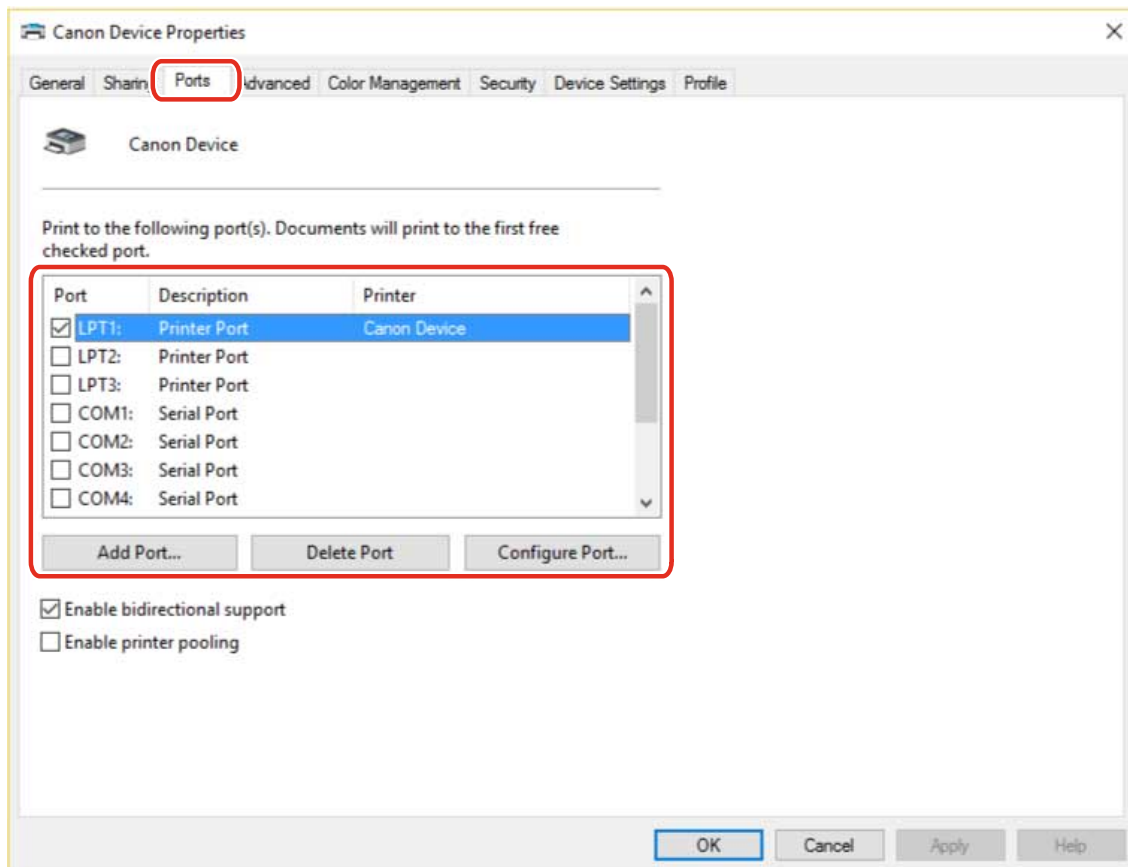 Canon Device Properties
General Sharing Ports Advanced Color Management Security Device Settings Profile
Canon Device
Print to the following port(s). Documents will print to the first free
checked port.
Port Description Printer
LPT1: Printer Port Canon Device
LPT2: Printer Port
LPT3: Printer Port
COM1: Serial Port
COM2: Serial Port
COM3: Serial Port
COM4: Serial Port
Add Port... Delete Port Configure Port...
Enable bidirectional support
Enable printer pooling
OK Cancel Apply Help